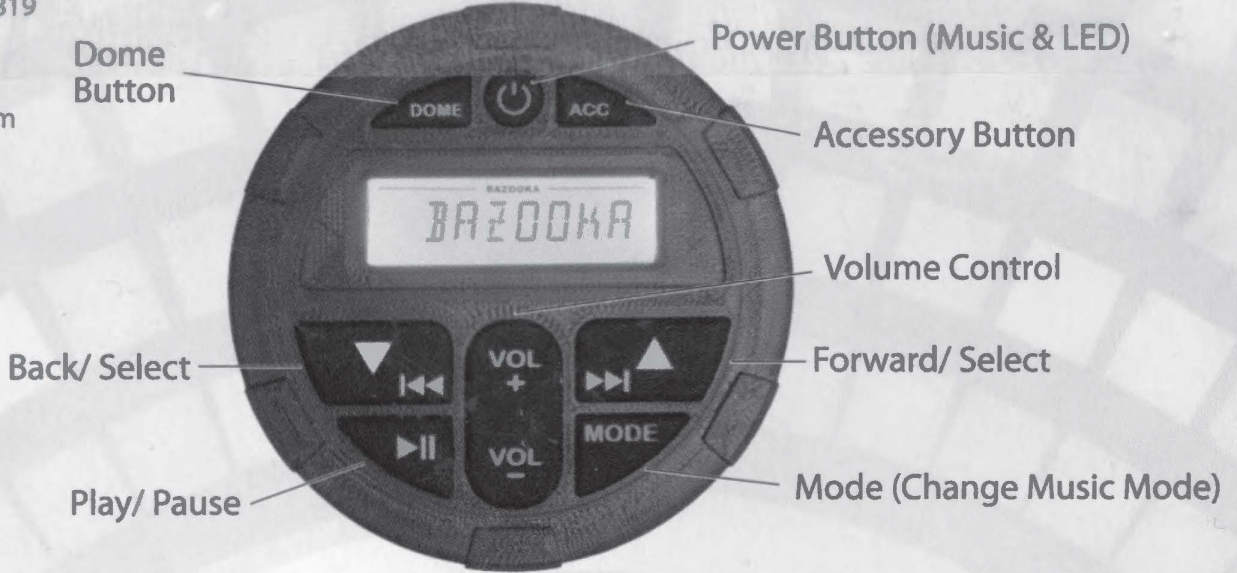 819
Dome
Button
m
Power Button (Music & LED)
DOME
ACC
Accessory Button
BAZOOKA
BAZOOKA
Volume Control
Back/ Select
VOL
+
Forward/ Select
MODE
VOL
-
Play/ Pause
Mode (Change Music Mode)